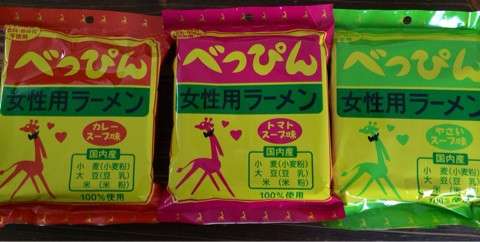 べっぴん
女性用ラーメン
カレー
スープ味
国内産
小麦(小麦粉)
大豆(豆乳)
米(米粉)
100%使用
べっぴん
女性用ラーメン
トマト
スープ味
国内産
小麦(小麦粉)
大豆(豆乳)
米(米粉)
100%使用
べっぴん
女性用ラーメン
やさい
スープ味
国内産
小麦(小麦粉)
大豆(豆乳)
米(米粉)
100%使用